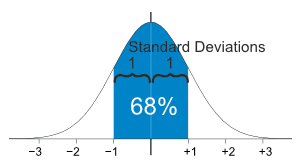 Standard Deviations
1 1
68%
−3 −2 −1 0 +1 +2 +3